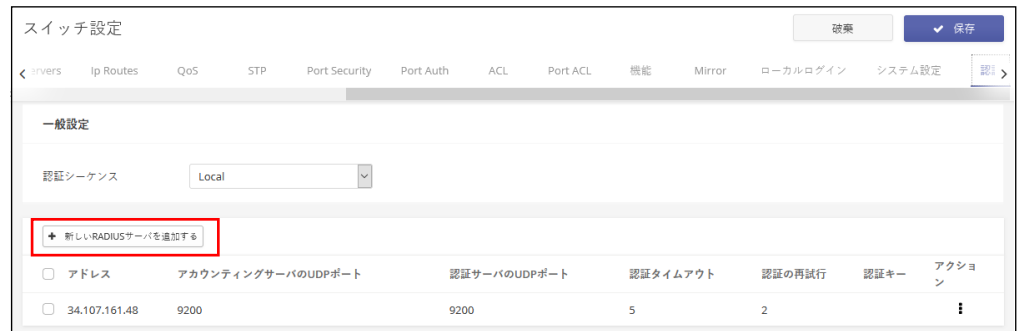 スイッチ設定
破棄
✔ 保存
ervers Ip Routes QoS STP Port Security Port Auth ACL Port ACL 機能 Mirror ローカルログイン システム設定 認証
一般設定
認証シーケンス Local
+ 新しいRADIUSサーバを追加する
アドレス アカウンティングサーバのUDPポート 認証サーバのUDPポート 認証タイムアウト 認証の再試行 認証キー アクショ
ン
34.107.161.48 9200 9200 5 2